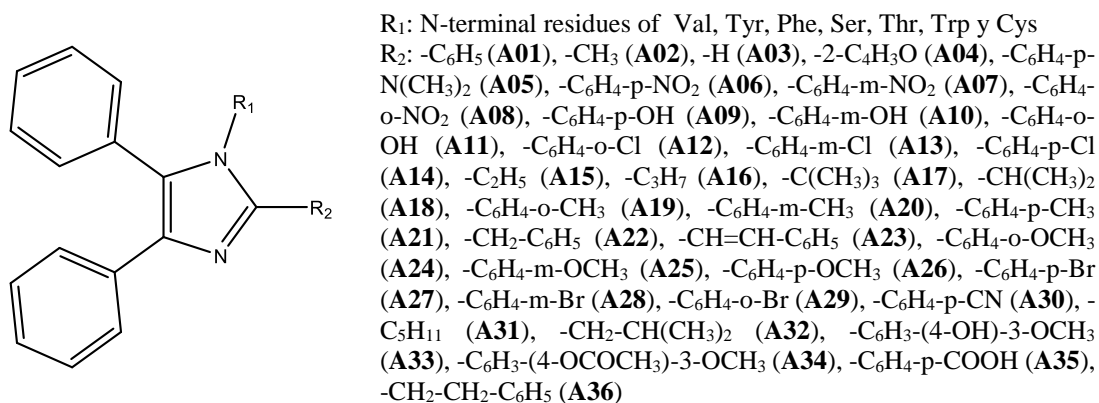 R₁: N-terminal residues of Val, Tyr, Phe, Ser, Thr, Trp y Cys
R₂: -C₆H₅ (A01), -CH₃ (A02), -H (A03), -2-C₄H₃O (A04), -C₆H₄-p-
N(CH₃)₂ (A05), -C₆H₄-p-NO₂ (A06), -C₆H₄-m-NO₂ (A07), -C₆H₄-
o-NO₂ (A08), -C₆H₄-p-OH (A09), -C₆H₄-m-OH (A10), -C₆H₄-o-
OH (A11), -C₆H₄-o-Cl (A12), -C₆H₄-m-Cl (A13), -C₆H₄-p-Cl
(A14), -C₂H₅ (A15), -C₃H₇ (A16), -C(CH₃)₃ (A17), -CH(CH₃)₂
(A18), -C₆H₄-o-CH₃ (A19), -C₆H₄-m-CH₃ (A20), -C₆H₄-p-CH₃
(A21), -CH₂-C₆H₅ (A22), -CH=CH-C₆H₅ (A23), -C₆H₄-o-OCH₃
(A24), -C₆H₄-m-OCH₃ (A25), -C₆H₄-p-OCH₃ (A26), -C₆H₄-p-Br
(A27), -C₆H₄-m-Br (A28), -C₆H₄-o-Br (A29), -C₆H₄-p-CN (A30), -
C₅H₁₁ (A31), -CH₂-CH(CH₃)₂ (A32), -C₆H₃-(4-OH)-3-OCH₃
(A33), -C₆H₃-(4-OCOCH₃)-3-OCH₃ (A34), -C₆H₄-p-COOH (A35),
-CH₂-CH₂-C₆H₅ (A36)
R₁
N
R₂
N